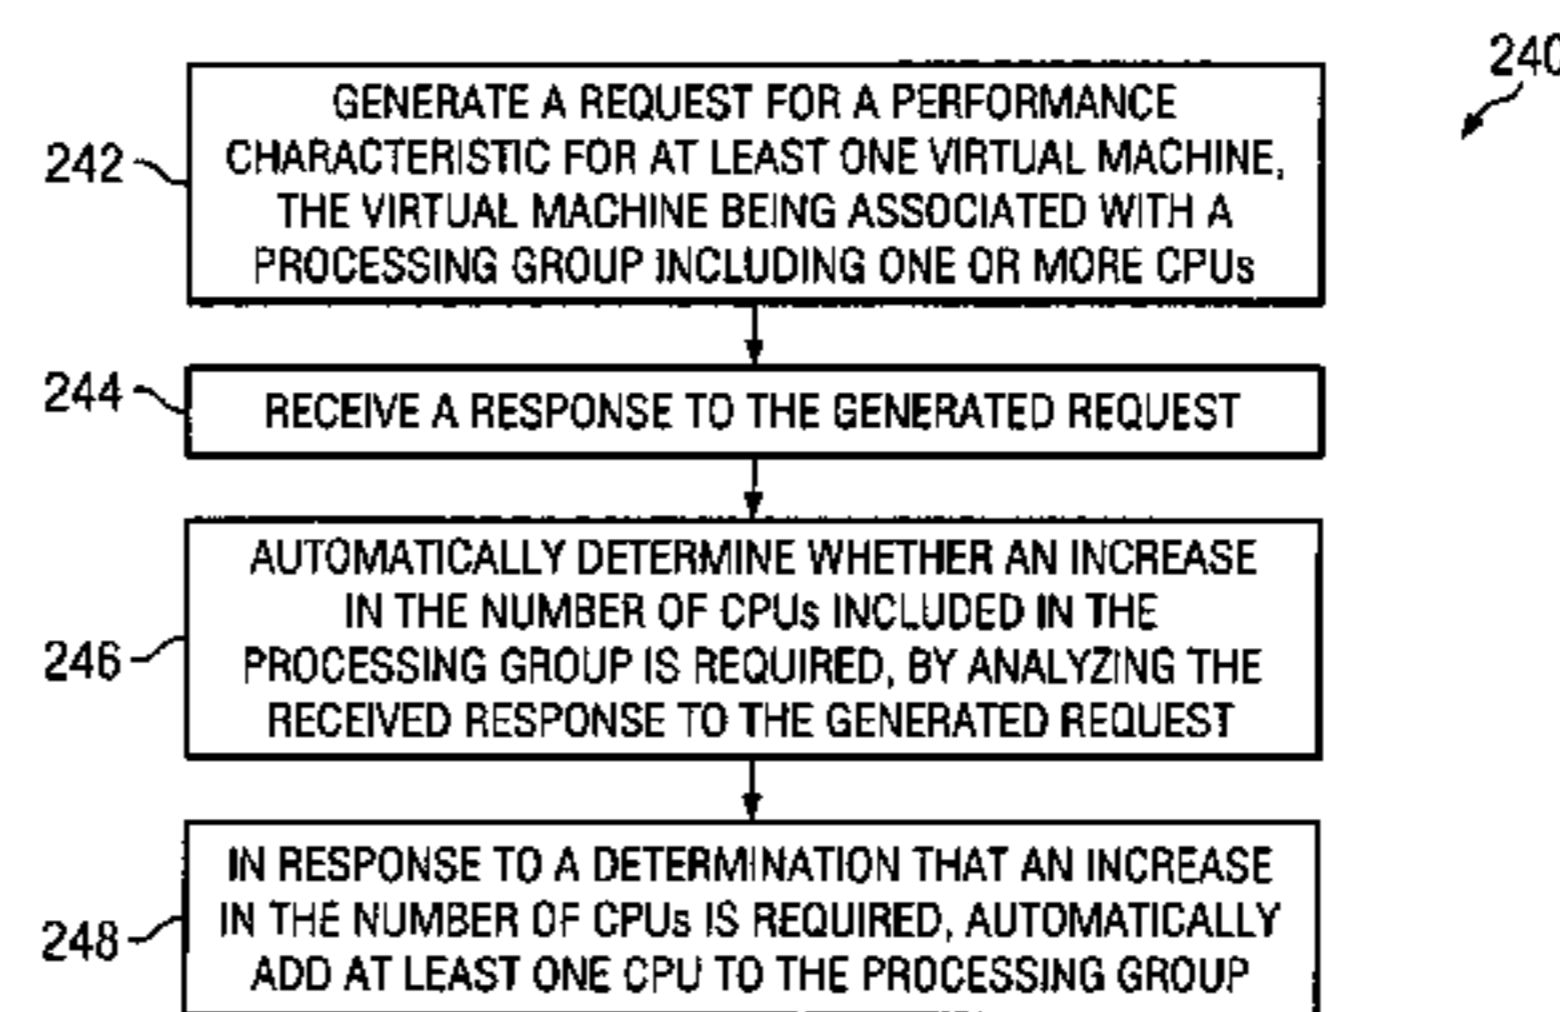 240
242
GENERATE A REQUEST FOR A PERFORMANCE
CHARACTERISTIC FOR AT LEAST ONE VIRTUAL MACHINE,
THE VIRTUAL MACHINE BEING ASSOCIATED WITH A
PROCESSING GROUP INCLUDING ONE OR MORE CPUs
244
RECEIVE A RESPONSE TO THE GENERATED REQUEST
246
AUTOMATICALLY DETERMINE WHETHER AN INCREASE
IN THE NUMBER OF CPUs INCLUDED IN THE
PROCESSING GROUP IS REQUIRED, BY ANALYZING THE
RECEIVED RESPONSE TO THE GENERATED REQUEST
248
IN RESPONSE TO A DETERMINATION THAT AN INCREASE
IN THE NUMBER OF CPUs IS REQUIRED, AUTOMATICALLY
ADD AT LEAST ONE CPU TO THE PROCESSING GROUP